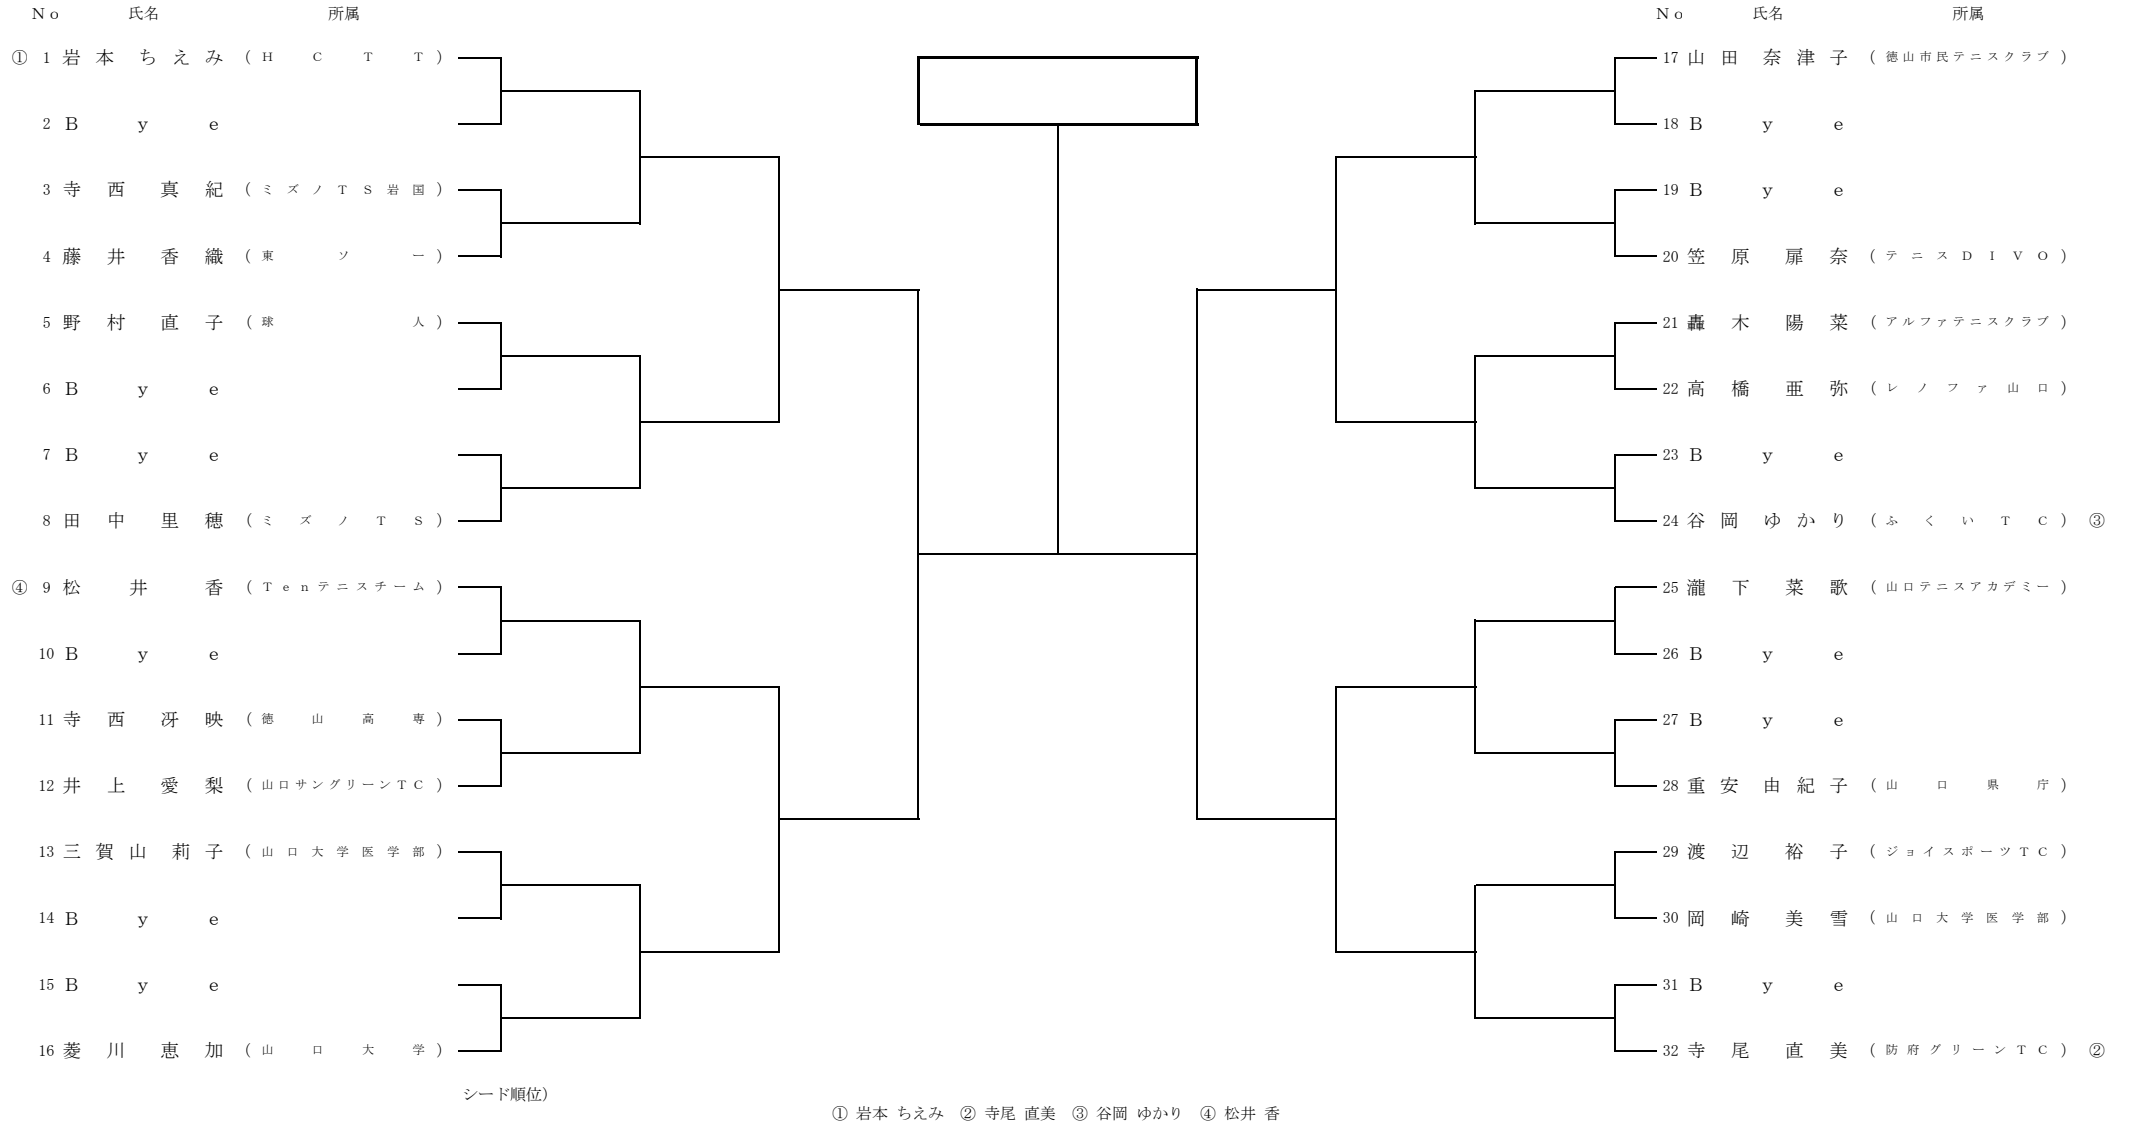 Ｎｏ 氏名 所属
① 1 岩本 ちえみ （ＨＣＴＴ）
2 Ｂｙｅ
3 寺西 真紀 （ミズノＴＳ岩国）
4 藤井 香織 （東ソー）
5 野村 直子 （球人）
6 Ｂｙｅ
7 Ｂｙｅ
8 田中 里穂 （ミズノＴＳ）
④ 9 松井 香 （Ｔｅｎテニスチーム）
10 Ｂｙｅ
11 寺西 冴映 （徳山高専）
12 井上 愛梨 （山口サングリーンＴＣ）
13 三賀山 莉子 （山口大学医学部）
14 Ｂｙｅ
15 Ｂｙｅ
16 菱川 恵加 （山口大学）
Ｎｏ 氏名 所属
17 山田 奈津子 （徳山市民テニスクラブ）
18 Ｂｙｅ
19 Ｂｙｅ
20 笠原 扉奈 （テニスＤＩＶＯ）
21 轟木 陽菜 （アルファテニスクラブ）
22 高橋 亜弥 （レノファ山口）
23 Ｂｙｅ
24 谷岡 ゆかり （ふくいＴＣ） ③
25 瀧下 菜歌 （山口テニスアカデミー）
26 Ｂｙｅ
27 Ｂｙｅ
28 重安 由紀子 （山口県庁）
29 渡辺 裕子 （ジョイスポーツＴＣ）
30 岡崎 美雪 （山口大学医学部）
31 Ｂｙｅ
32 寺尾 直美 （防府グリーンＴＣ） ②
シード順位）
① 岩本 ちえみ ② 寺尾 直美 ③ 谷岡 ゆかり ④ 松井 香